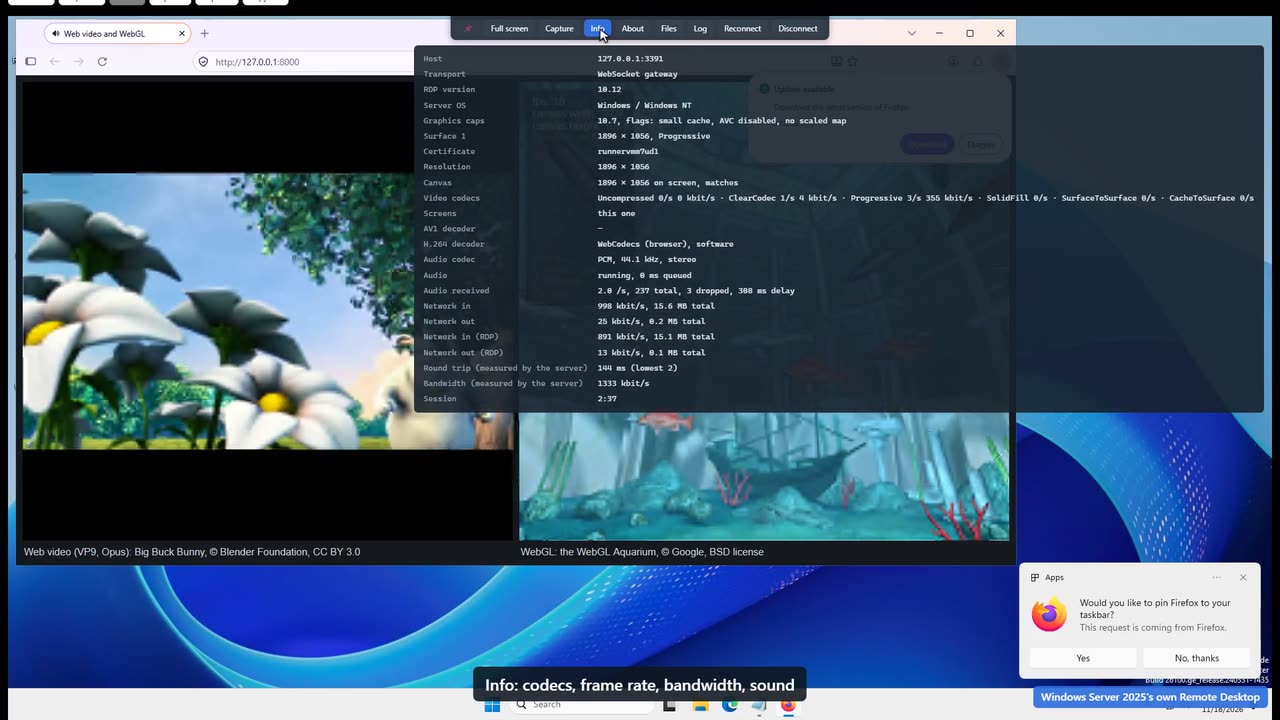 Full screen Capture Info About Files Log Reconnect Disconnect
Web video and WebGL
http://127.0.0.1:8000
Host 127.0.0.1:3391
Transport WebSocket gateway
RDP version 10.12
Server OS Windows / Windows NT
Graphics caps 10.7, flags: small cache, AVC disabled, no scaled map
Surface 1 1896 × 1056, Progressive
Certificate runnervmm7ud1
Resolution 1896 × 1056
Canvas 1896 × 1056 on screen, matches
Video codecs Uncompressed 0/s 0 kbit/s · ClearCodec 1/s 4 kbit/s · Progressive 3/s 355 kbit/s · SolidFill 0/s · SurfaceToSurface 0/s · CacheToSurface 0/s
Screens this one
AV1 decoder —
H.264 decoder WebCodecs (browser), software
Audio codec PCM, 44.1 kHz, stereo
Audio running, 0 ms queued
Audio received 2.0 /s, 237 total, 3 dropped, 308 ms delay
Network in 998 kbit/s, 15.6 MB total
Network out 25 kbit/s, 0.2 MB total
Network in (RDP) 891 kbit/s, 15.1 MB total
Network out (RDP) 13 kbit/s, 0.1 MB total
Round trip (measured by the server) 144 ms (lowest 2)
Bandwidth (measured by the server) 1333 kbit/s
Session 2:37
Update available
Download the latest version of Firefox.
Download Dismiss
Web video (VP9, Opus): Big Buck Bunny, © Blender Foundation, CC BY 3.0
WebGL: the WebGL Aquarium, © Google, BSD license
Apps
Would you like to pin Firefox to your
taskbar?
This request is coming from Firefox.
Yes No, thanks
Info: codecs, frame rate, bandwidth, sound
Windows Server 2025's own Remote Desktop
Search
11/18/2026